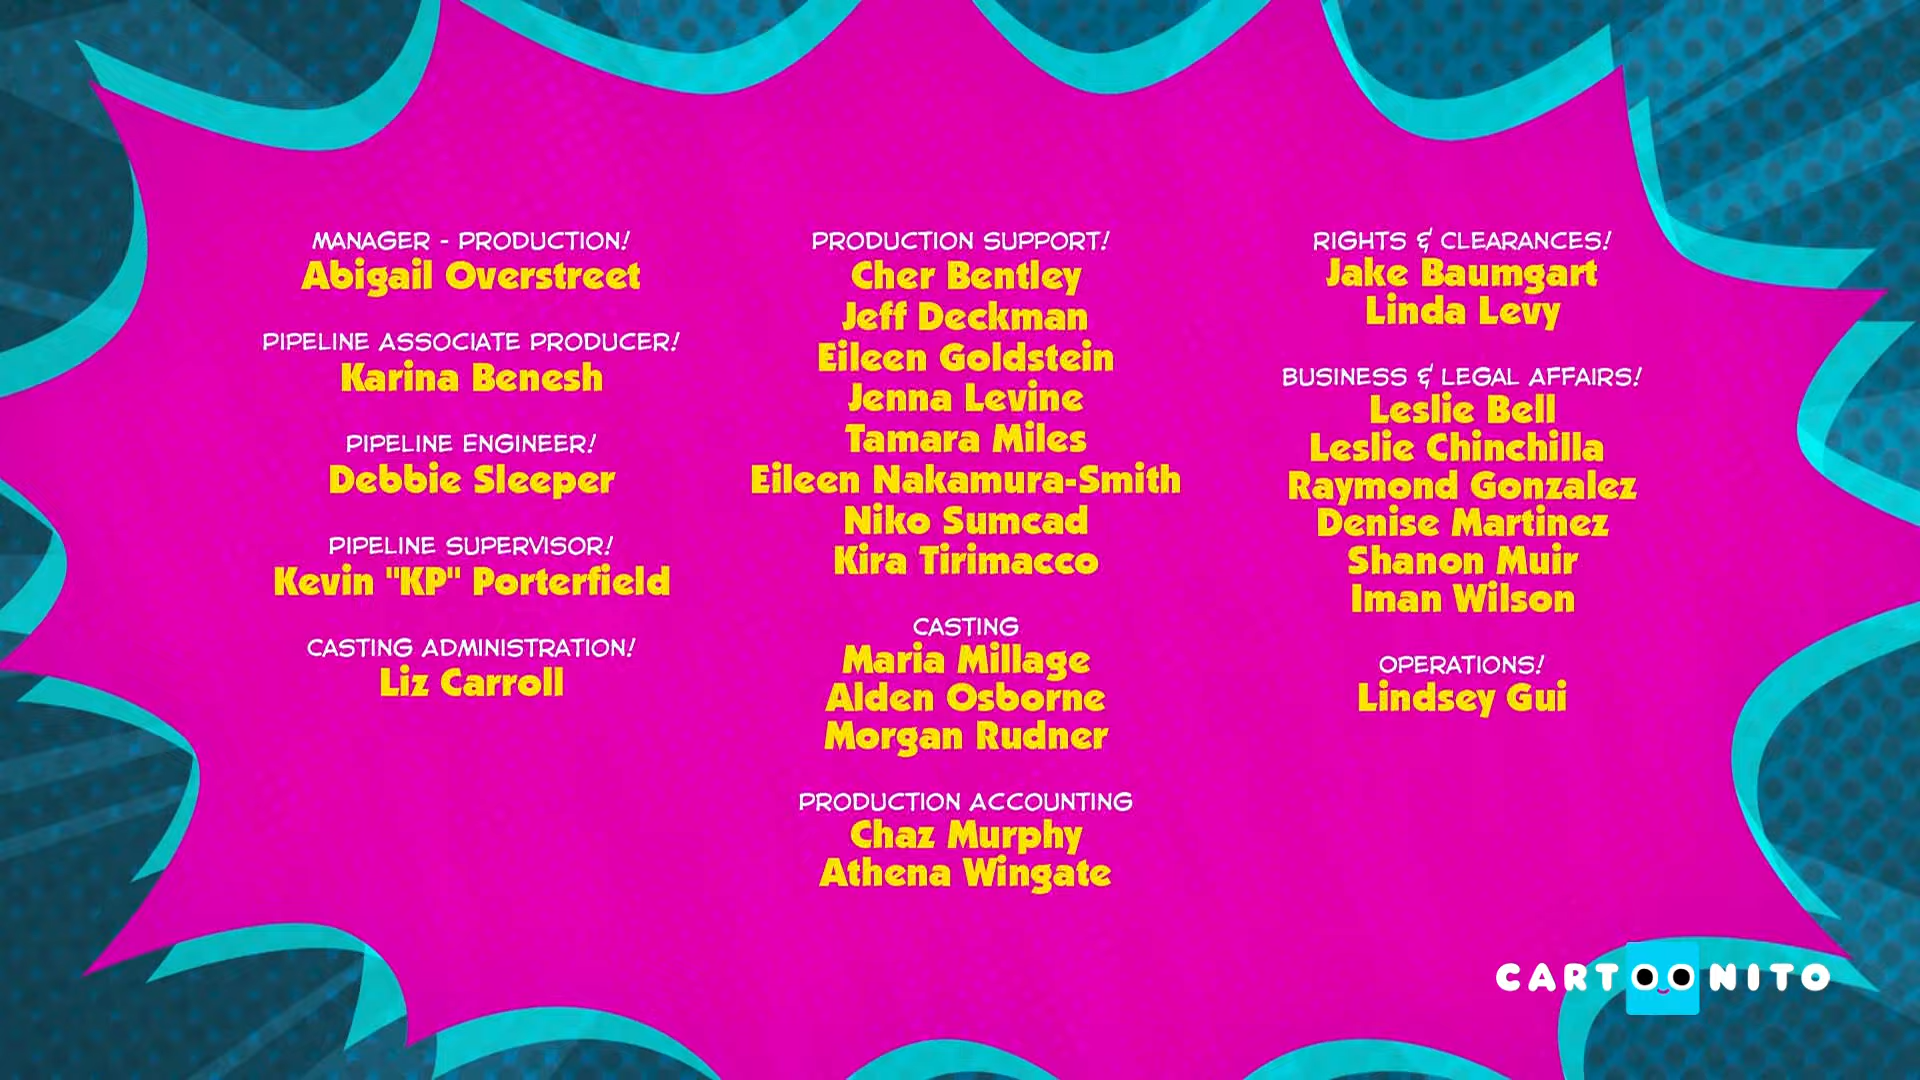 MANAGER - PRODUCTION!
Abigail Overstreet
PIPELINE ASSOCIATE PRODUCER!
Karina Benesh
PIPELINE ENGINEER!
Debbie Sleeper
PIPELINE SUPERVISOR!
Kevin "KP" Porterfield
CASTING ADMINISTRATION!
Liz Carroll
PRODUCTION SUPPORT!
Cher Bentley
Jeff Deckman
Eileen Goldstein
Jenna Levine
Tamara Miles
Eileen Nakamura-Smith
Niko Sumcad
Kira Tirimacco
CASTING
Maria Millage
Alden Osborne
Morgan Rudner
PRODUCTION ACCOUNTING
Chaz Murphy
Athena Wingate
RIGHTS & CLEARANCES!
Jake Baumgart
Linda Levy
BUSINESS & LEGAL AFFAIRS!
Leslie Bell
Leslie Chinchilla
Raymond Gonzalez
Denise Martinez
Shanon Muir
Iman Wilson
OPERATIONS!
Lindsey Gui
CARTOONITO